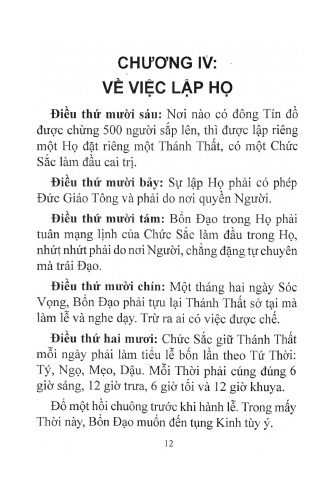 CHƯƠNG IV:
VỀ VIỆC LẬP HỌ
Điều thứ mười sáu: Nơi nào có đông Tín đồ
được chừng 500 người sắp lên, thì được lập riêng
một Họ đặt riêng một Thánh Thất, có một Chức
Sắc làm đầu cai trị.
Điều thứ mười bảy: Sự lập Họ phải có phép
Đức Giáo Tông và phải do nơi quyền Người.
Điều thứ mười tám: Bổn Đạo trong Họ phải
tuân mạng lịnh của Chức Sắc làm đầu trong Họ,
nhứt nhứt phải do nơi Người, chẳng đặng tự chuyên
mà trái Đạo.
Điều thứ mười chín: Một tháng hai ngày Sóc
Vọng, Bổn Đạo phải tựu lại Thánh Thất sở tại mà
làm lễ và nghe dạy. Trừ ra ai có việc được chế.
Điều thứ hai mươi: Chức Sắc giữ Thánh Thất
mỗi ngày phải làm tiểu lễ bốn lần theo Tứ Thời:
Tý, Ngọ, Mẹo, Dậu. Mỗi Thời phải cúng đúng 6
giờ sáng, 12 giờ trưa, 6 giờ tối và 12 giờ khuya.
Đổ một hồi chuông trước khi hành lễ. Trong mấy
Thời này, Bổn Đạo muốn đến tụng Kinh tùy ý.
12